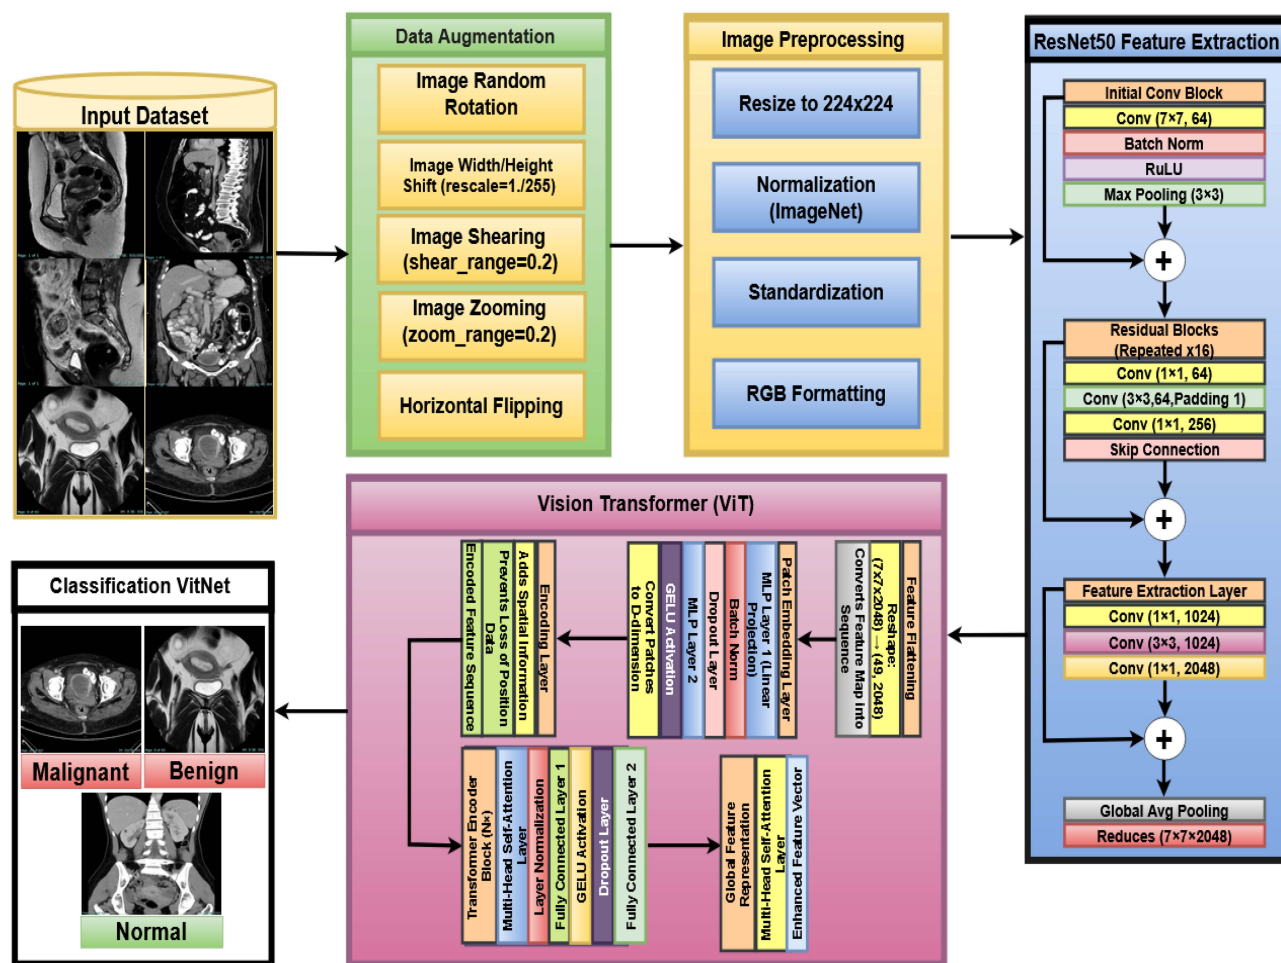 Input Dataset
Data Augmentation
Image Random
Rotation
Image Width/Height
Shift (rescale=1./255)
Image Shearing
(shear_range=0.2)
Image Zooming
(zoom_range=0.2)
Horizontal Flipping
Image Preprocessing
Resize to 224x224
Normalization
(ImageNet)
Standardization
RGB Formatting
ResNet50 Feature Extraction
Initial Conv Block
Conv (7×7, 64)
Batch Norm
RuLU
Max Pooling (3×3)
+
Residual Blocks
(Repeated x16)
Conv (1×1, 64)
Conv (3×3,64,Padding 1)
Conv (1×1, 256)
Skip Connection
+
Feature Extraction Layer
Conv (1×1, 1024)
Conv (3×3, 1024)
Conv (1×1, 2048)
+
Global Avg Pooling
Reduces (7×7×2048)
Vision Transformer (ViT)
Feature Flattening
Reshape:
(7x7x2048) → (49, 2048)
Converts Feature Map into
Sequence
Patch Embedding Layer
MLP Layer 1 (Linear
Projection)
Batch Norm
Dropout Layer
MLP Layer 2
GELU Activation
Convert Patches
to D-dimension
Encoding Layer
Adds Spatial Information
Prevents Loss of Position
Data
Encoded Feature Sequence
Transformer Encoder
Block (N×)
Multi-Head Self-Attention
Layer
Layer Normalization
Fully Connected Layer 1
GELU Activation
Dropout Layer
Fully Connected Layer 2
Global Feature
Representation
Multi-Head Self-Attention
Layer
Enhanced Feature Vector
Classification VitNet
Malignant
Benign
Normal